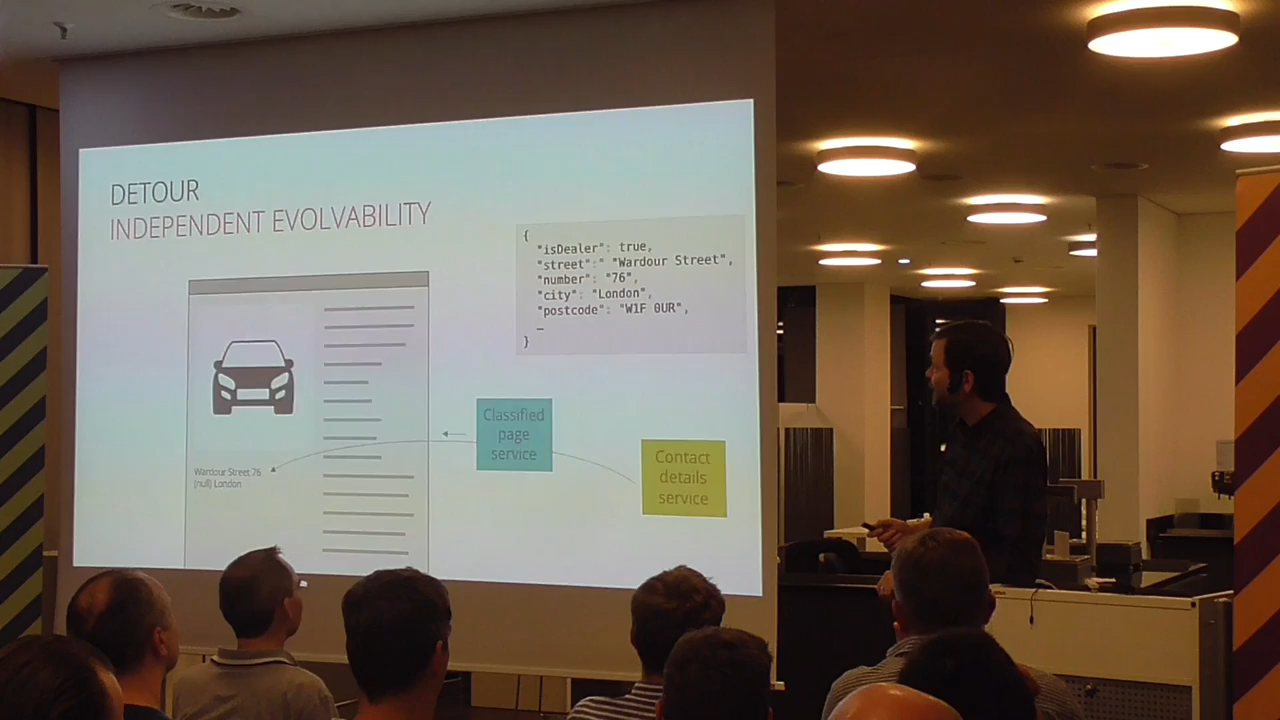 DETOUR
INDEPENDENT EVOLVABILITY
{
"isDealer": true,
"street":" "Wardour Street",
"number": "76",
"city": "London",
"postcode": "W1F 0UR",
…
}
Classified
page
service
Contact
details
service
Wardour Street 76
(null) London